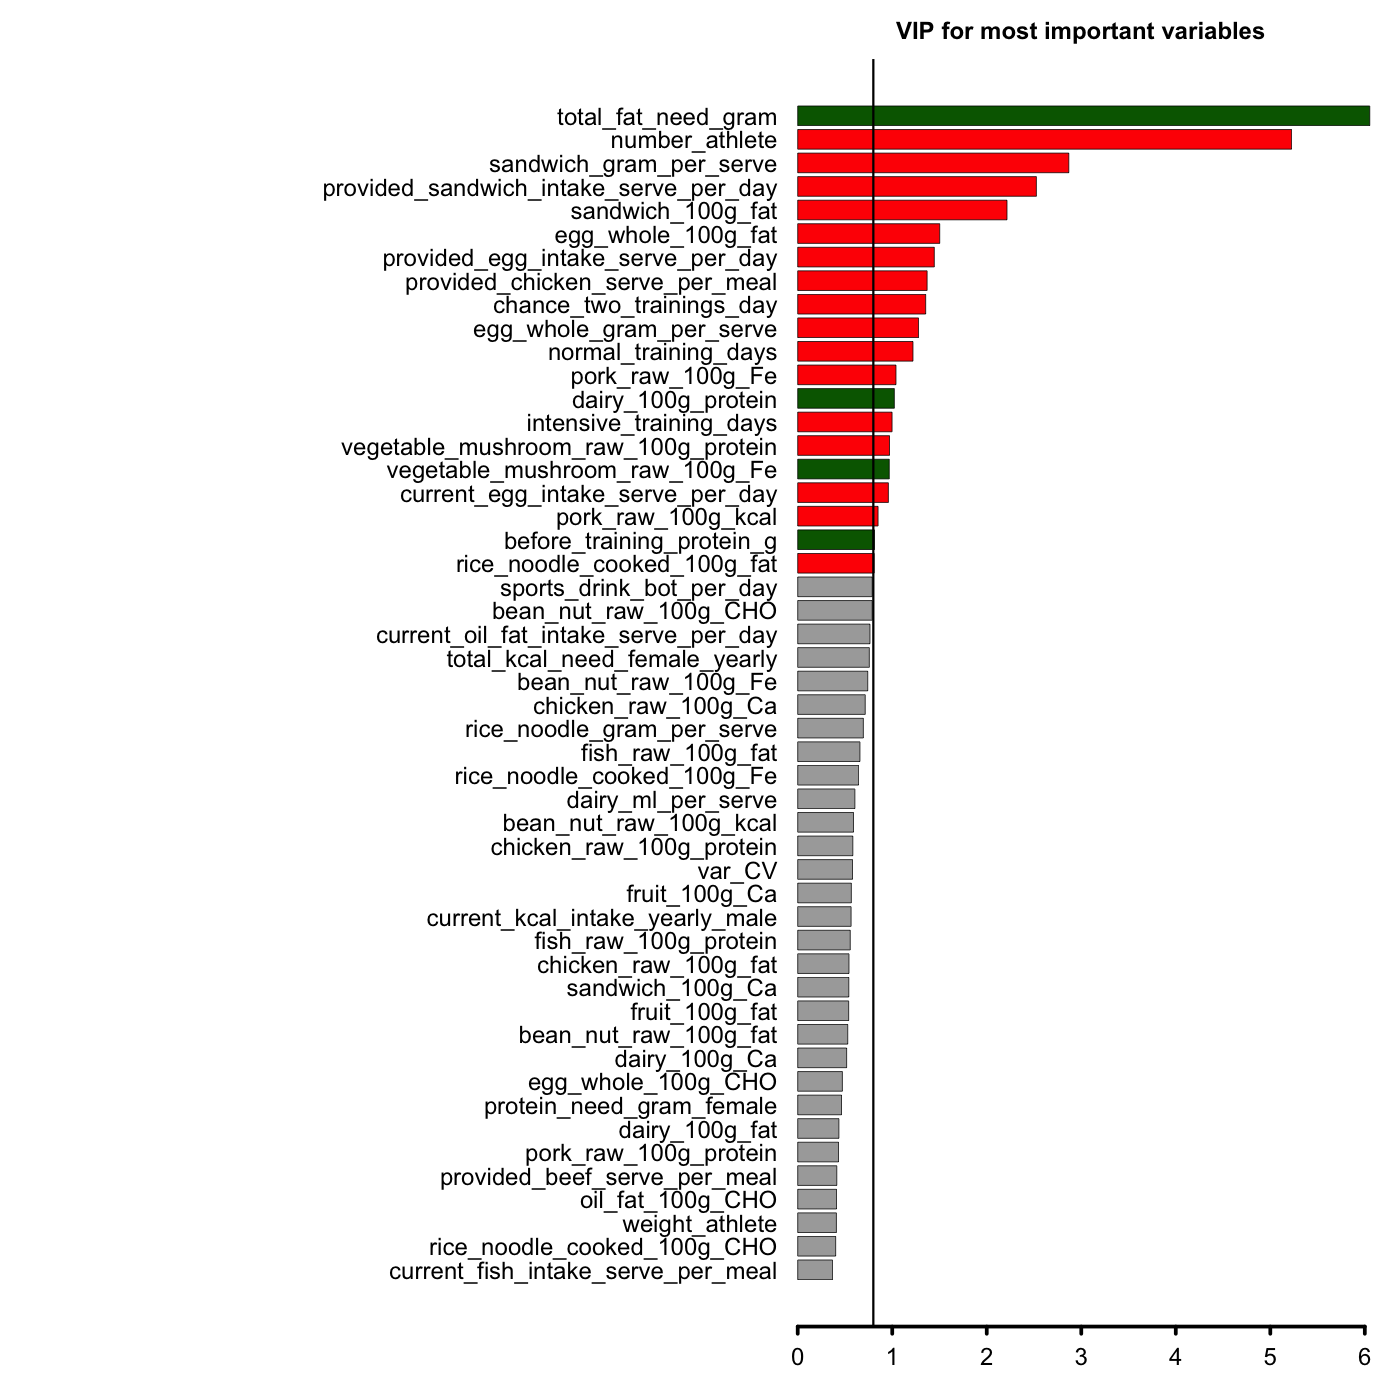 VIP for most important variables
total_fat_need_gram
number_athlete
sandwich_gram_per_serve
provided_sandwich_intake_serve_per_day
sandwich_100g_fat
egg_whole_100g_fat
provided_egg_intake_serve_per_day
provided_chicken_serve_per_meal
chance_two_trainings_day
egg_whole_gram_per_serve
normal_training_days
pork_raw_100g_Fe
dairy_100g_protein
intensive_training_days
vegetable_mushroom_raw_100g_protein
vegetable_mushroom_raw_100g_Fe
current_egg_intake_serve_per_day
pork_raw_100g_kcal
before_training_protein_g
rice_noodle_cooked_100g_fat
sports_drink_bot_per_day
bean_nut_raw_100g_CHO
current_oil_fat_intake_serve_per_day
total_kcal_need_female_yearly
bean_nut_raw_100g_Fe
chicken_raw_100g_Ca
rice_noodle_gram_per_serve
fish_raw_100g_fat
rice_noodle_cooked_100g_Fe
dairy_ml_per_serve
bean_nut_raw_100g_kcal
chicken_raw_100g_protein
var_CV
fruit_100g_Ca
current_kcal_intake_yearly_male
fish_raw_100g_protein
chicken_raw_100g_fat
sandwich_100g_Ca
fruit_100g_fat
bean_nut_raw_100g_fat
dairy_100g_Ca
egg_whole_100g_CHO
protein_need_gram_female
dairy_100g_fat
pork_raw_100g_protein
provided_beef_serve_per_meal
oil_fat_100g_CHO
weight_athlete
rice_noodle_cooked_100g_CHO
current_fish_intake_serve_per_meal
0 1 2 3 4 5 6